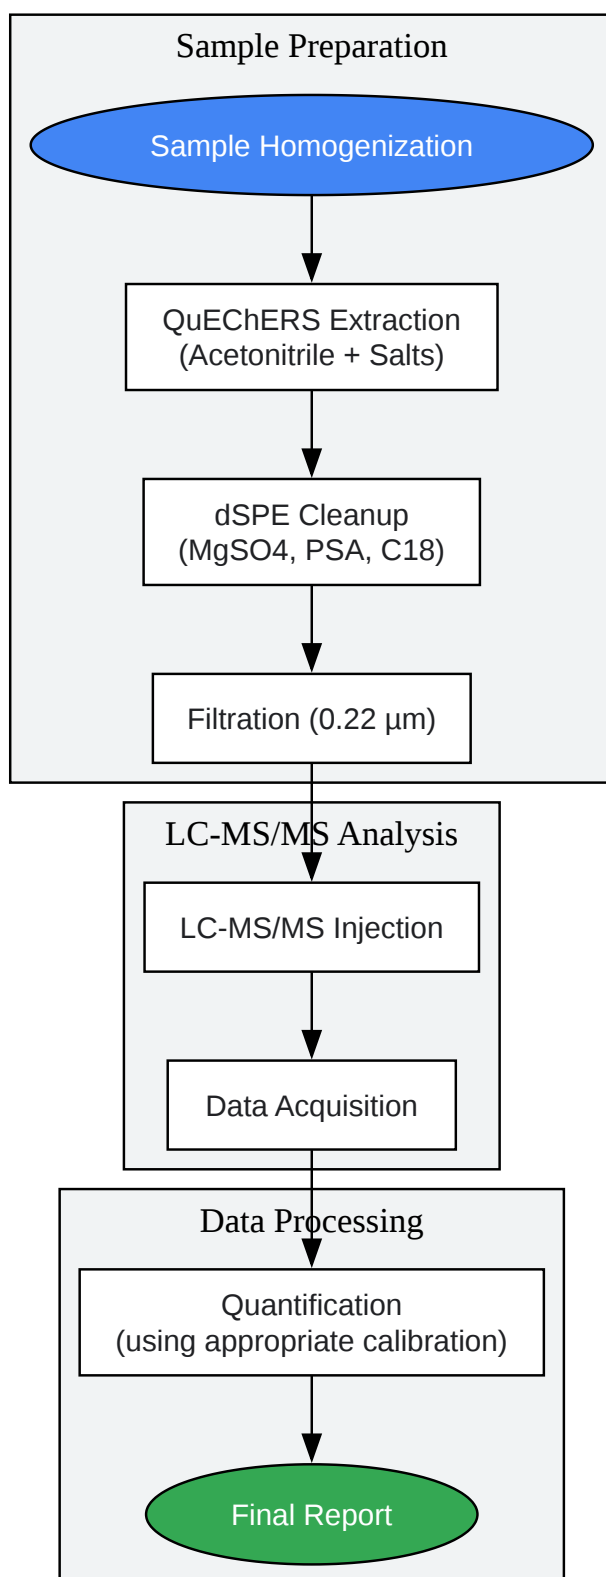 Sample Preparation
Sample Homogenization
QuEChERS Extraction
(Acetonitrile + Salts)
dSPE Cleanup
(MgSO4, PSA, C18)
Filtration (0.22 µm)
LC-MS/MS Analysis
LC-MS/MS Injection
Data Acquisition
Data Processing
Quantification
(using appropriate calibration)
Final Report